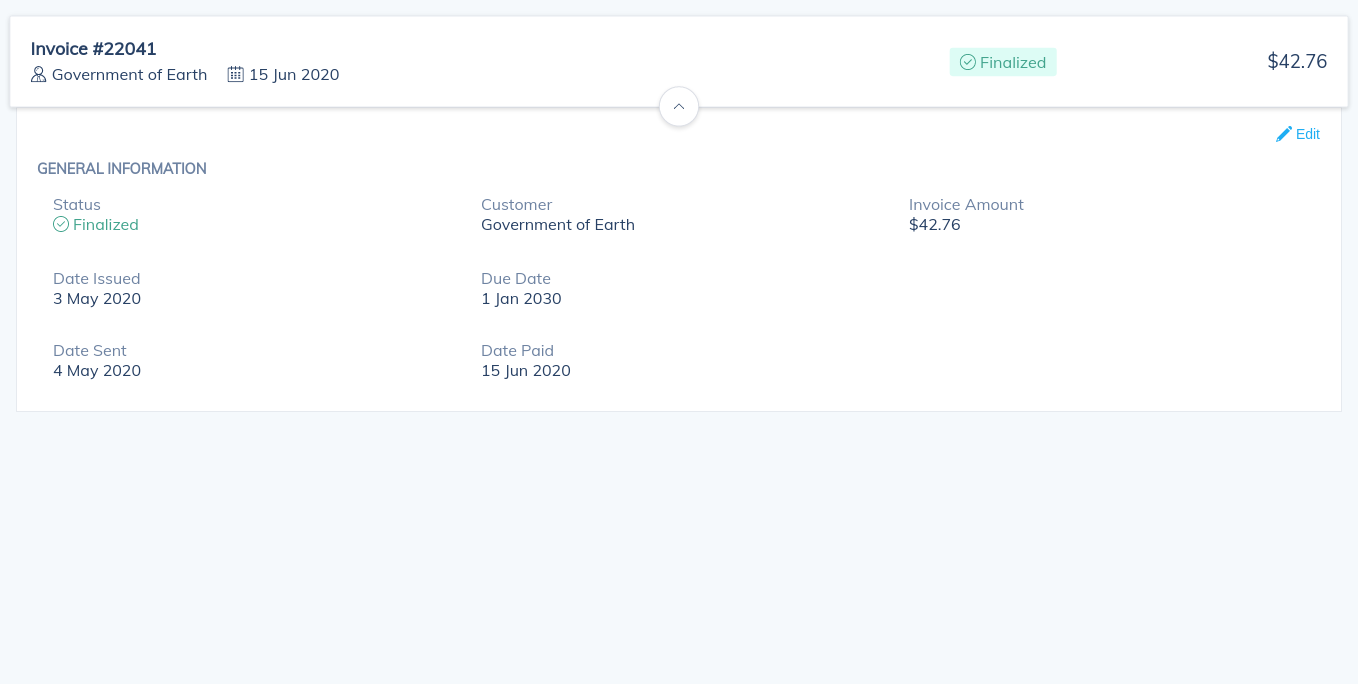 Invoice #22041
Government of Earth 15 Jun 2020
Finalized
$42.76
Edit
GENERAL INFORMATION
Status Customer Invoice Amount
Finalized Government of Earth $42.76
Date Issued Due Date
3 May 2020 1 Jan 2030
Date Sent Date Paid
4 May 2020 15 Jun 2020